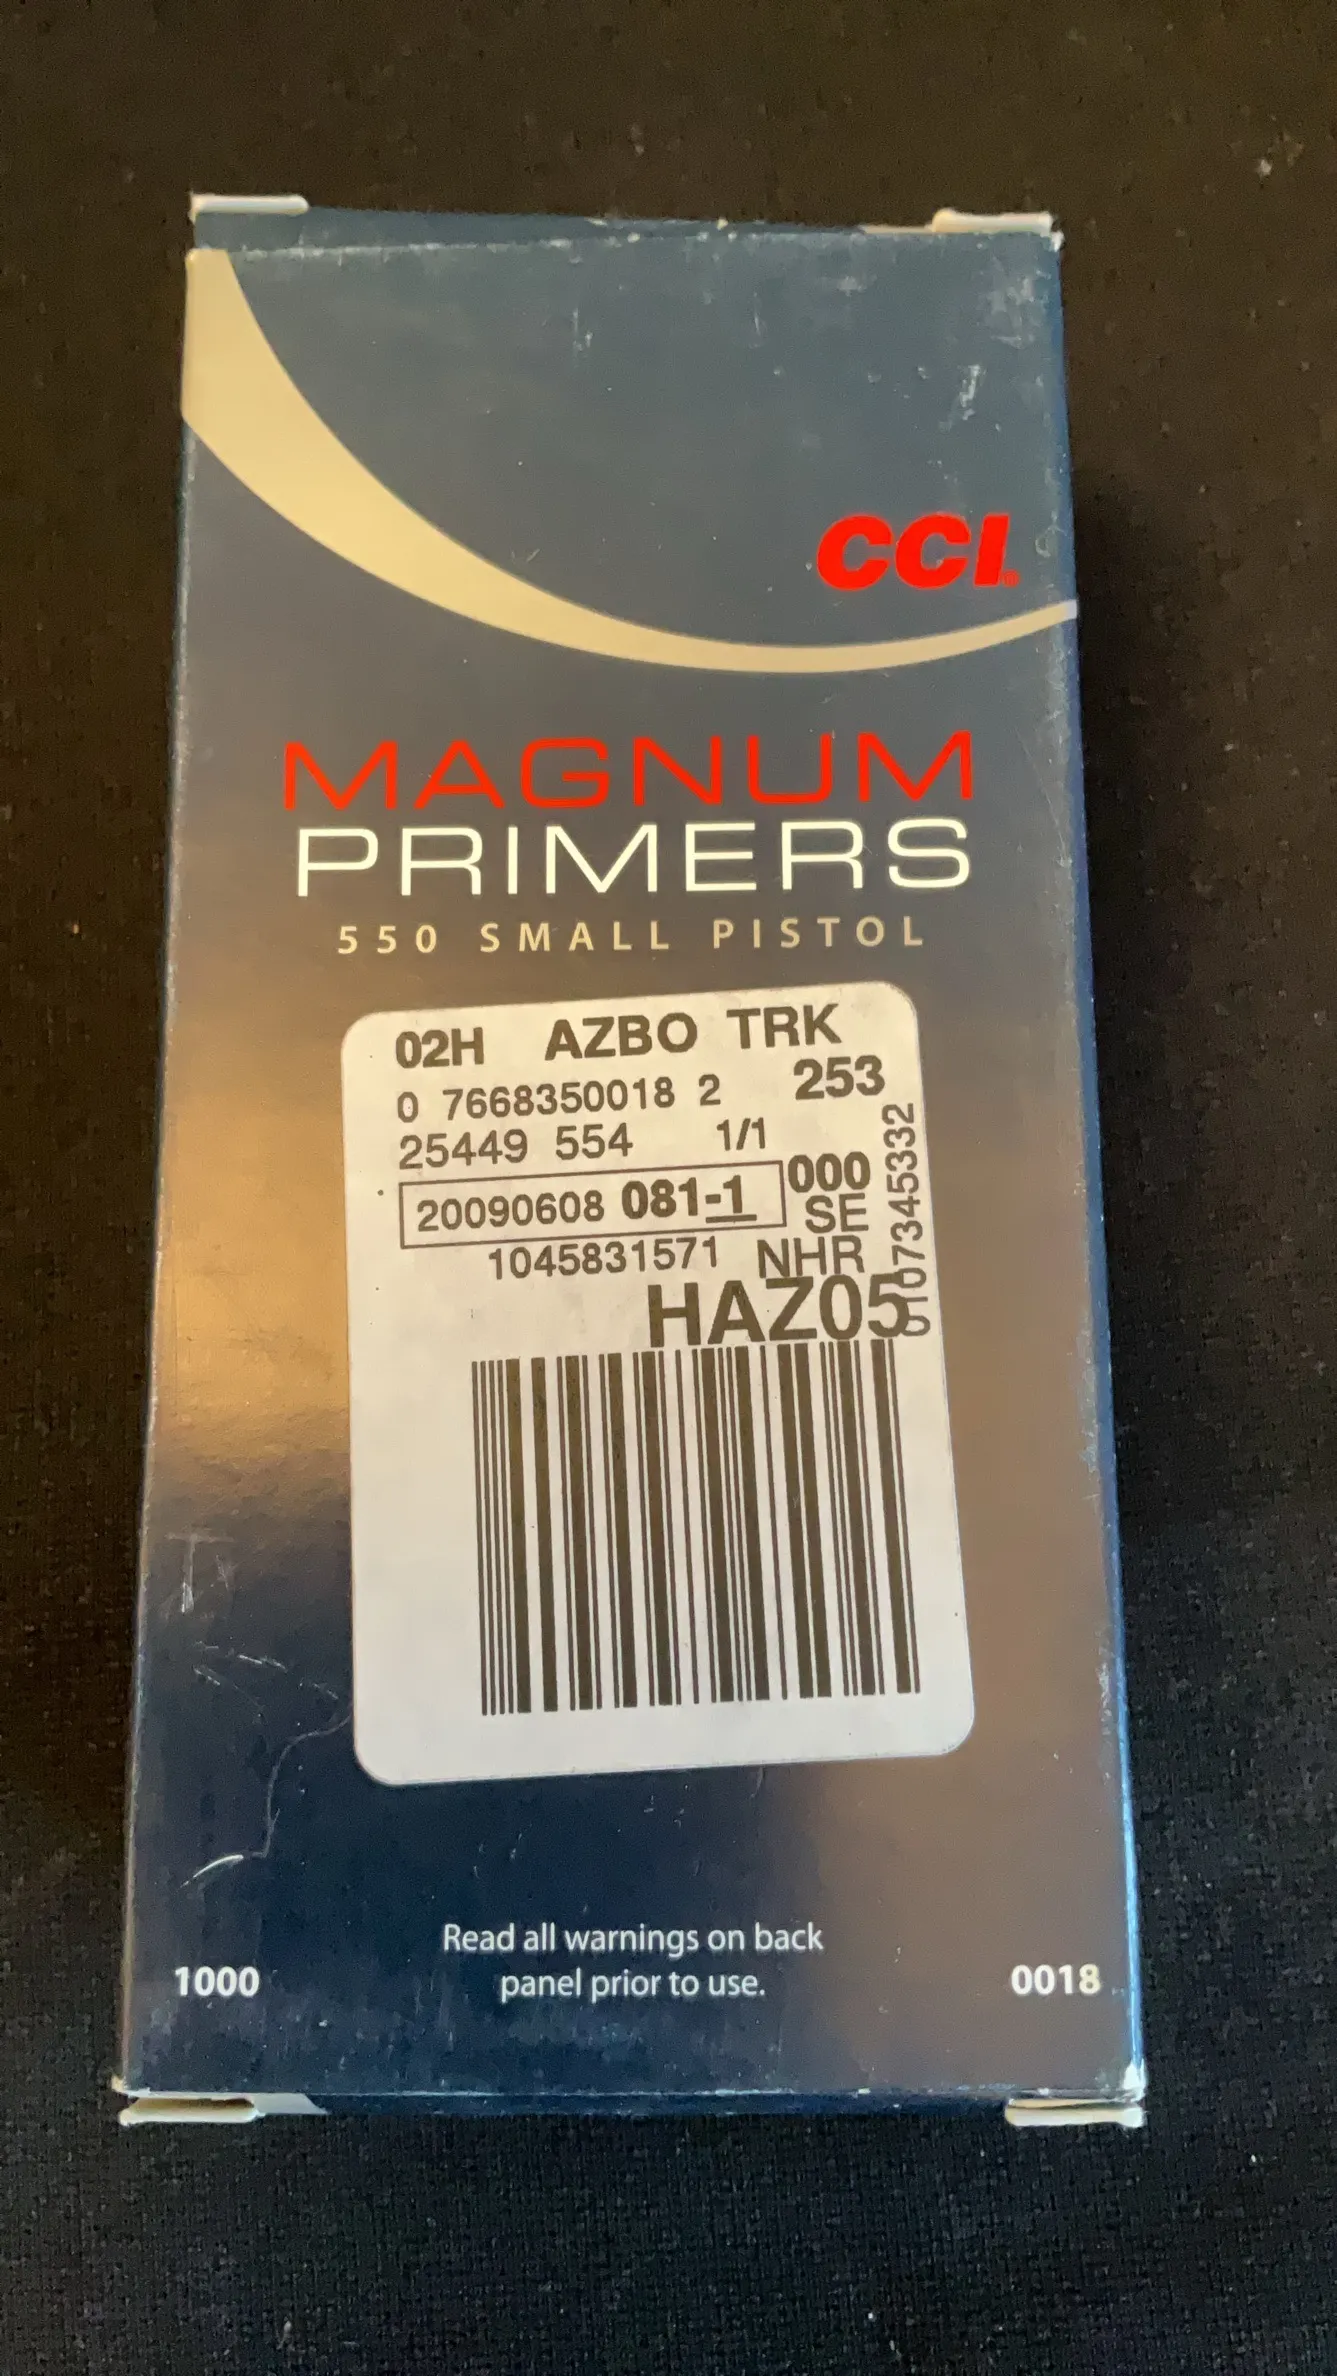 CCI®
MAGNUM
PRIMERS
550 SMALL PISTOL
02H AZBO TRK
0 7668350018 2 253
25449 554 1/1
20090608 081-1 000
SE
1045831571 NHR
HAZ05
0107345332
Read all warnings on back
panel prior to use.
1000
0018